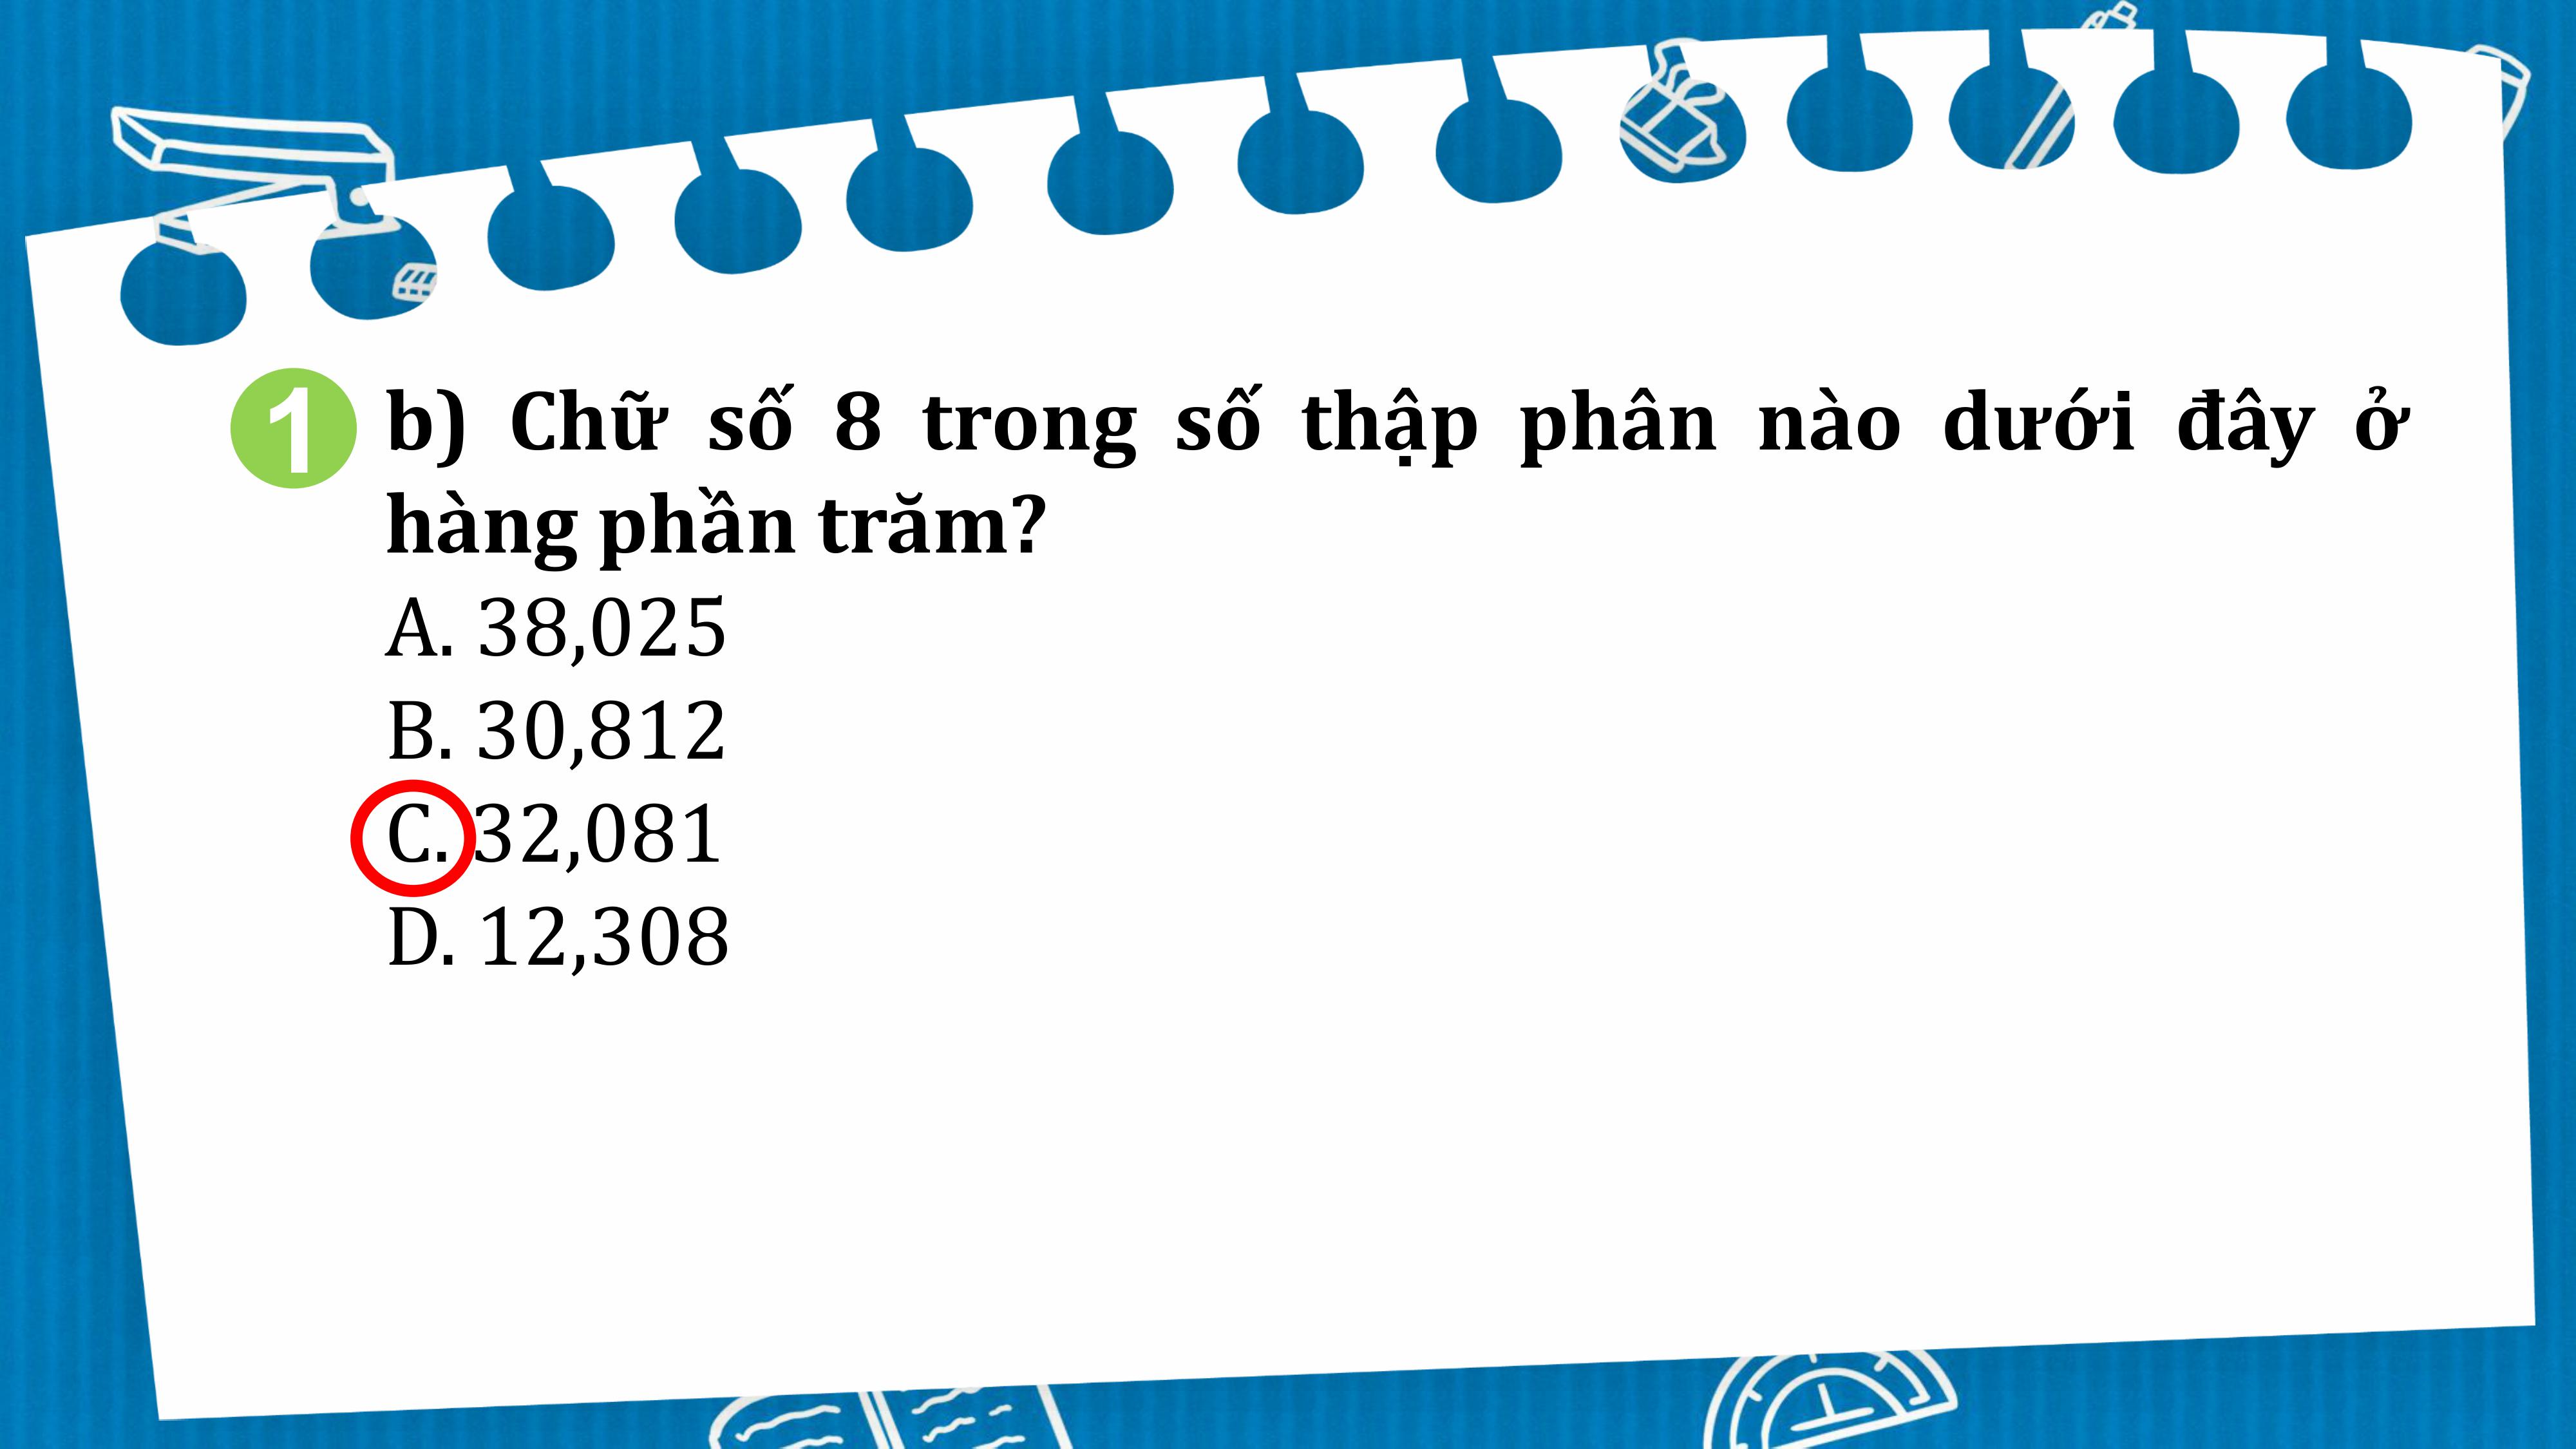 1 b) Chữ số 8 trong số thập phân nào dưới đây ở
hàng phần trăm?
A. 38,025
B. 30,812
C. 32,081
D. 12,308